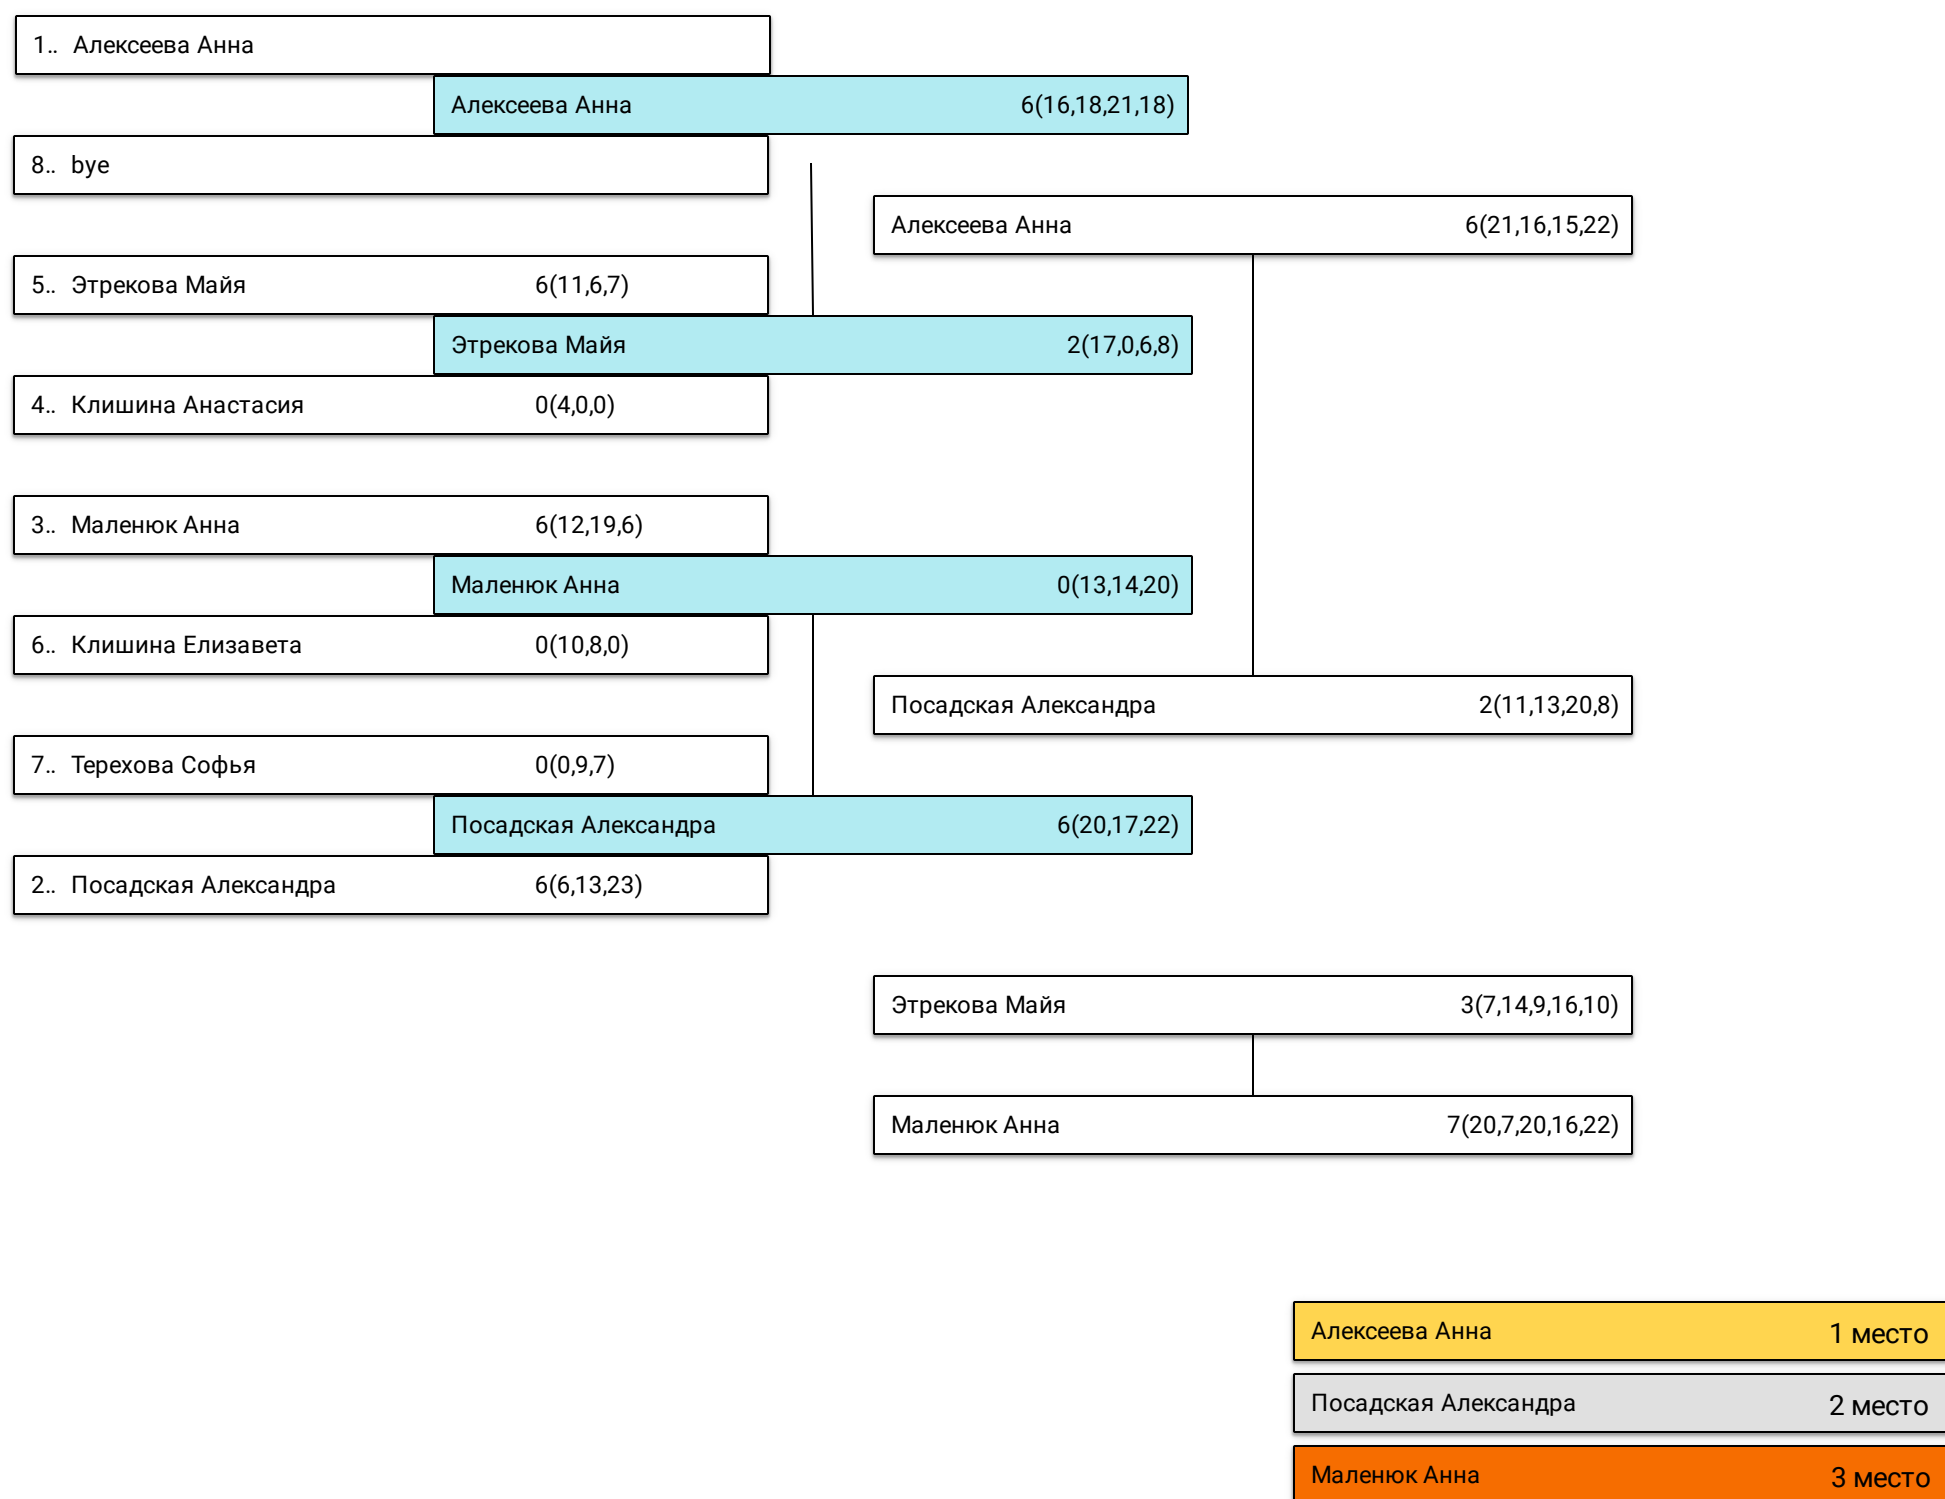 1.. Алексеева Анна
Алексеева Анна 6(16,18,21,18)
8.. bye
Алексеева Анна 6(21,16,15,22)
5.. Этрекова Майя 6(11,6,7)
Этрекова Майя 2(17,0,6,8)
4.. Клишина Анастасия 0(4,0,0)
3.. Маленюк Анна 6(12,19,6)
Маленюк Анна 0(13,14,20)
6.. Клишина Елизавета 0(10,8,0)
Посадская Александра 2(11,13,20,8)
7.. Терехова Софья 0(0,9,7)
Посадская Александра 6(20,17,22)
2.. Посадская Александра 6(6,13,23)
Этрекова Майя 3(7,14,9,16,10)
Маленюк Анна 7(20,7,20,16,22)
Алексеева Анна 1 место
Посадская Александра 2 место
Маленюк Анна 3 место